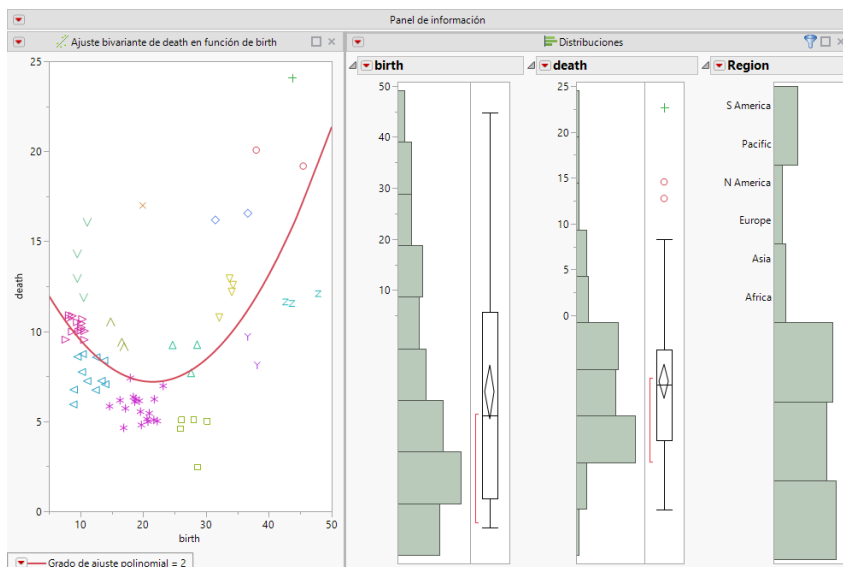 Panel de información
Ajuste bivariante de death en función de birth
25
20
15
10
5
0
death
10
20
30
40
50
birth
Grado de ajuste polinomial = 2
Distribuciones
birth
50
40
30
20
10
death
25
20
15
10
5
0
Region
S America
Pacific
N America
Europe
Asia
Africa